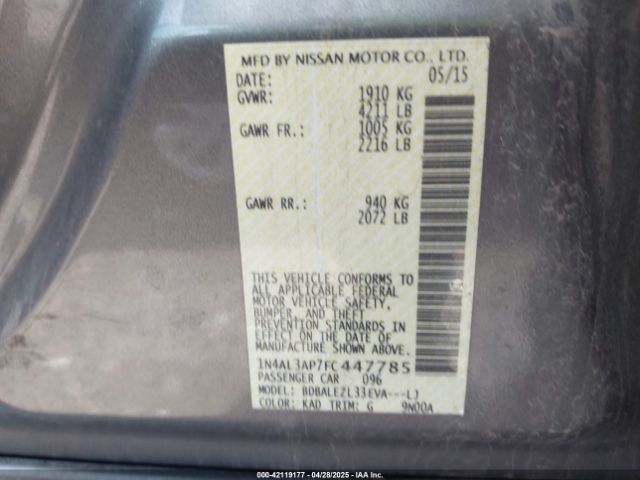 MFD BY NISSAN MOTOR CO., LTD.
DATE: 05/15
GVWR: 1910 KG
4211 LB
GAWR FR.: 1005 KG
2216 LB
GAWR RR.: 940 KG
2072 LB
THIS VEHICLE CONFORMS TO
ALL APPLICABLE FEDERAL
MOTOR VEHICLE SAFETY,
BUMPER, AND THEFT
PREVENTION STANDARDS IN
EFFECT ON THE DATE OF
MANUFACTURE SHOWN ABOVE.
1N4AL3AP7FC447785
PASSENGER CAR 096
MODEL: BDBALEZL33EVA---LJ
COLOR: KAD TRIM: G 9N00A
000-42119177 - 04/28/2025 - IAAI.COM